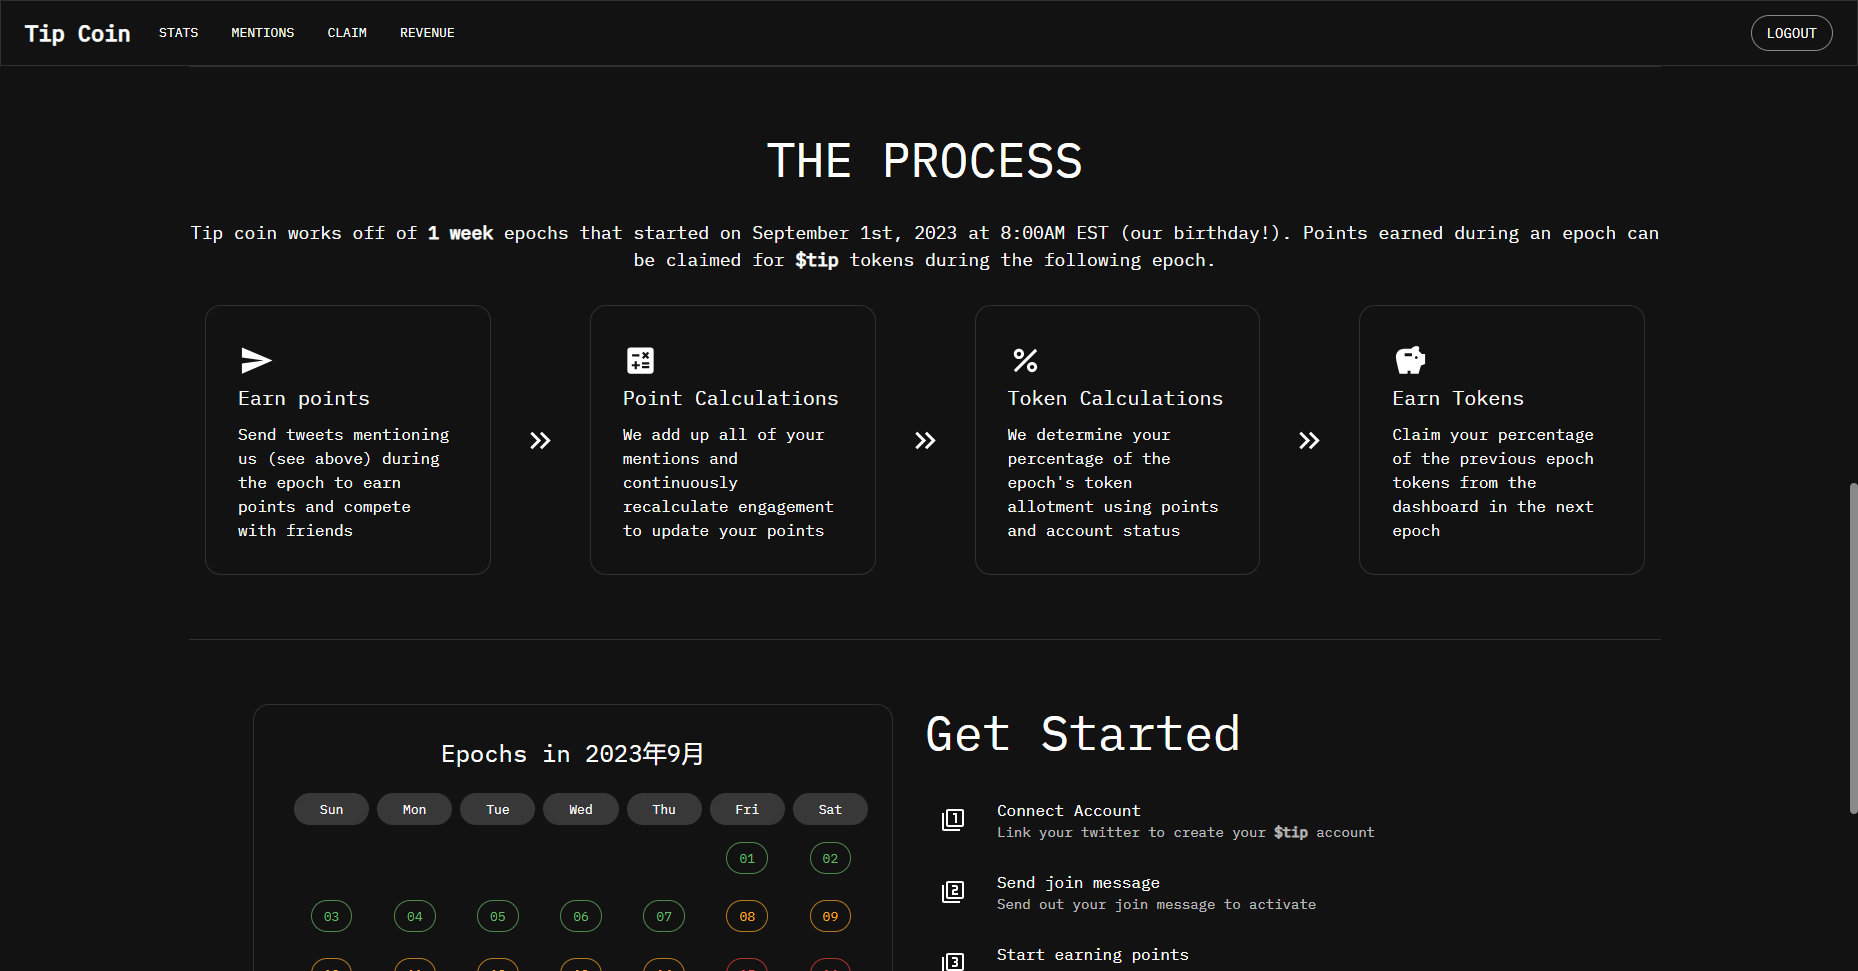 Tip Coin STATS MENTIONS CLAIM REVENUE LOGOUT
THE PROCESS
Tip coin works off of 1 week epochs that started on September 1st, 2023 at 8:00AM EST (our birthday!). Points earned during an epoch can
be claimed for $tip tokens during the following epoch.
Earn points
Send tweets mentioning
us (see above) during
the epoch to earn
points and compete
with friends
Point Calculations
We add up all of your
mentions and
continuously
recalculate engagement
to update your points
Token Calculations
We determine your
percentage of the
epoch's token
allotment using points
and account status
Earn Tokens
Claim your percentage
of the previous epoch
tokens from the
dashboard in the next
epoch
Epochs in 2023年9月
Sun Mon Tue Wed Thu Fri Sat
01 02
03 04 05 06 07 08 09
Get Started
1
Connect Account
Link your twitter to create your $tip account
2
Send join message
Send out your join message to activate
3
Start earning points